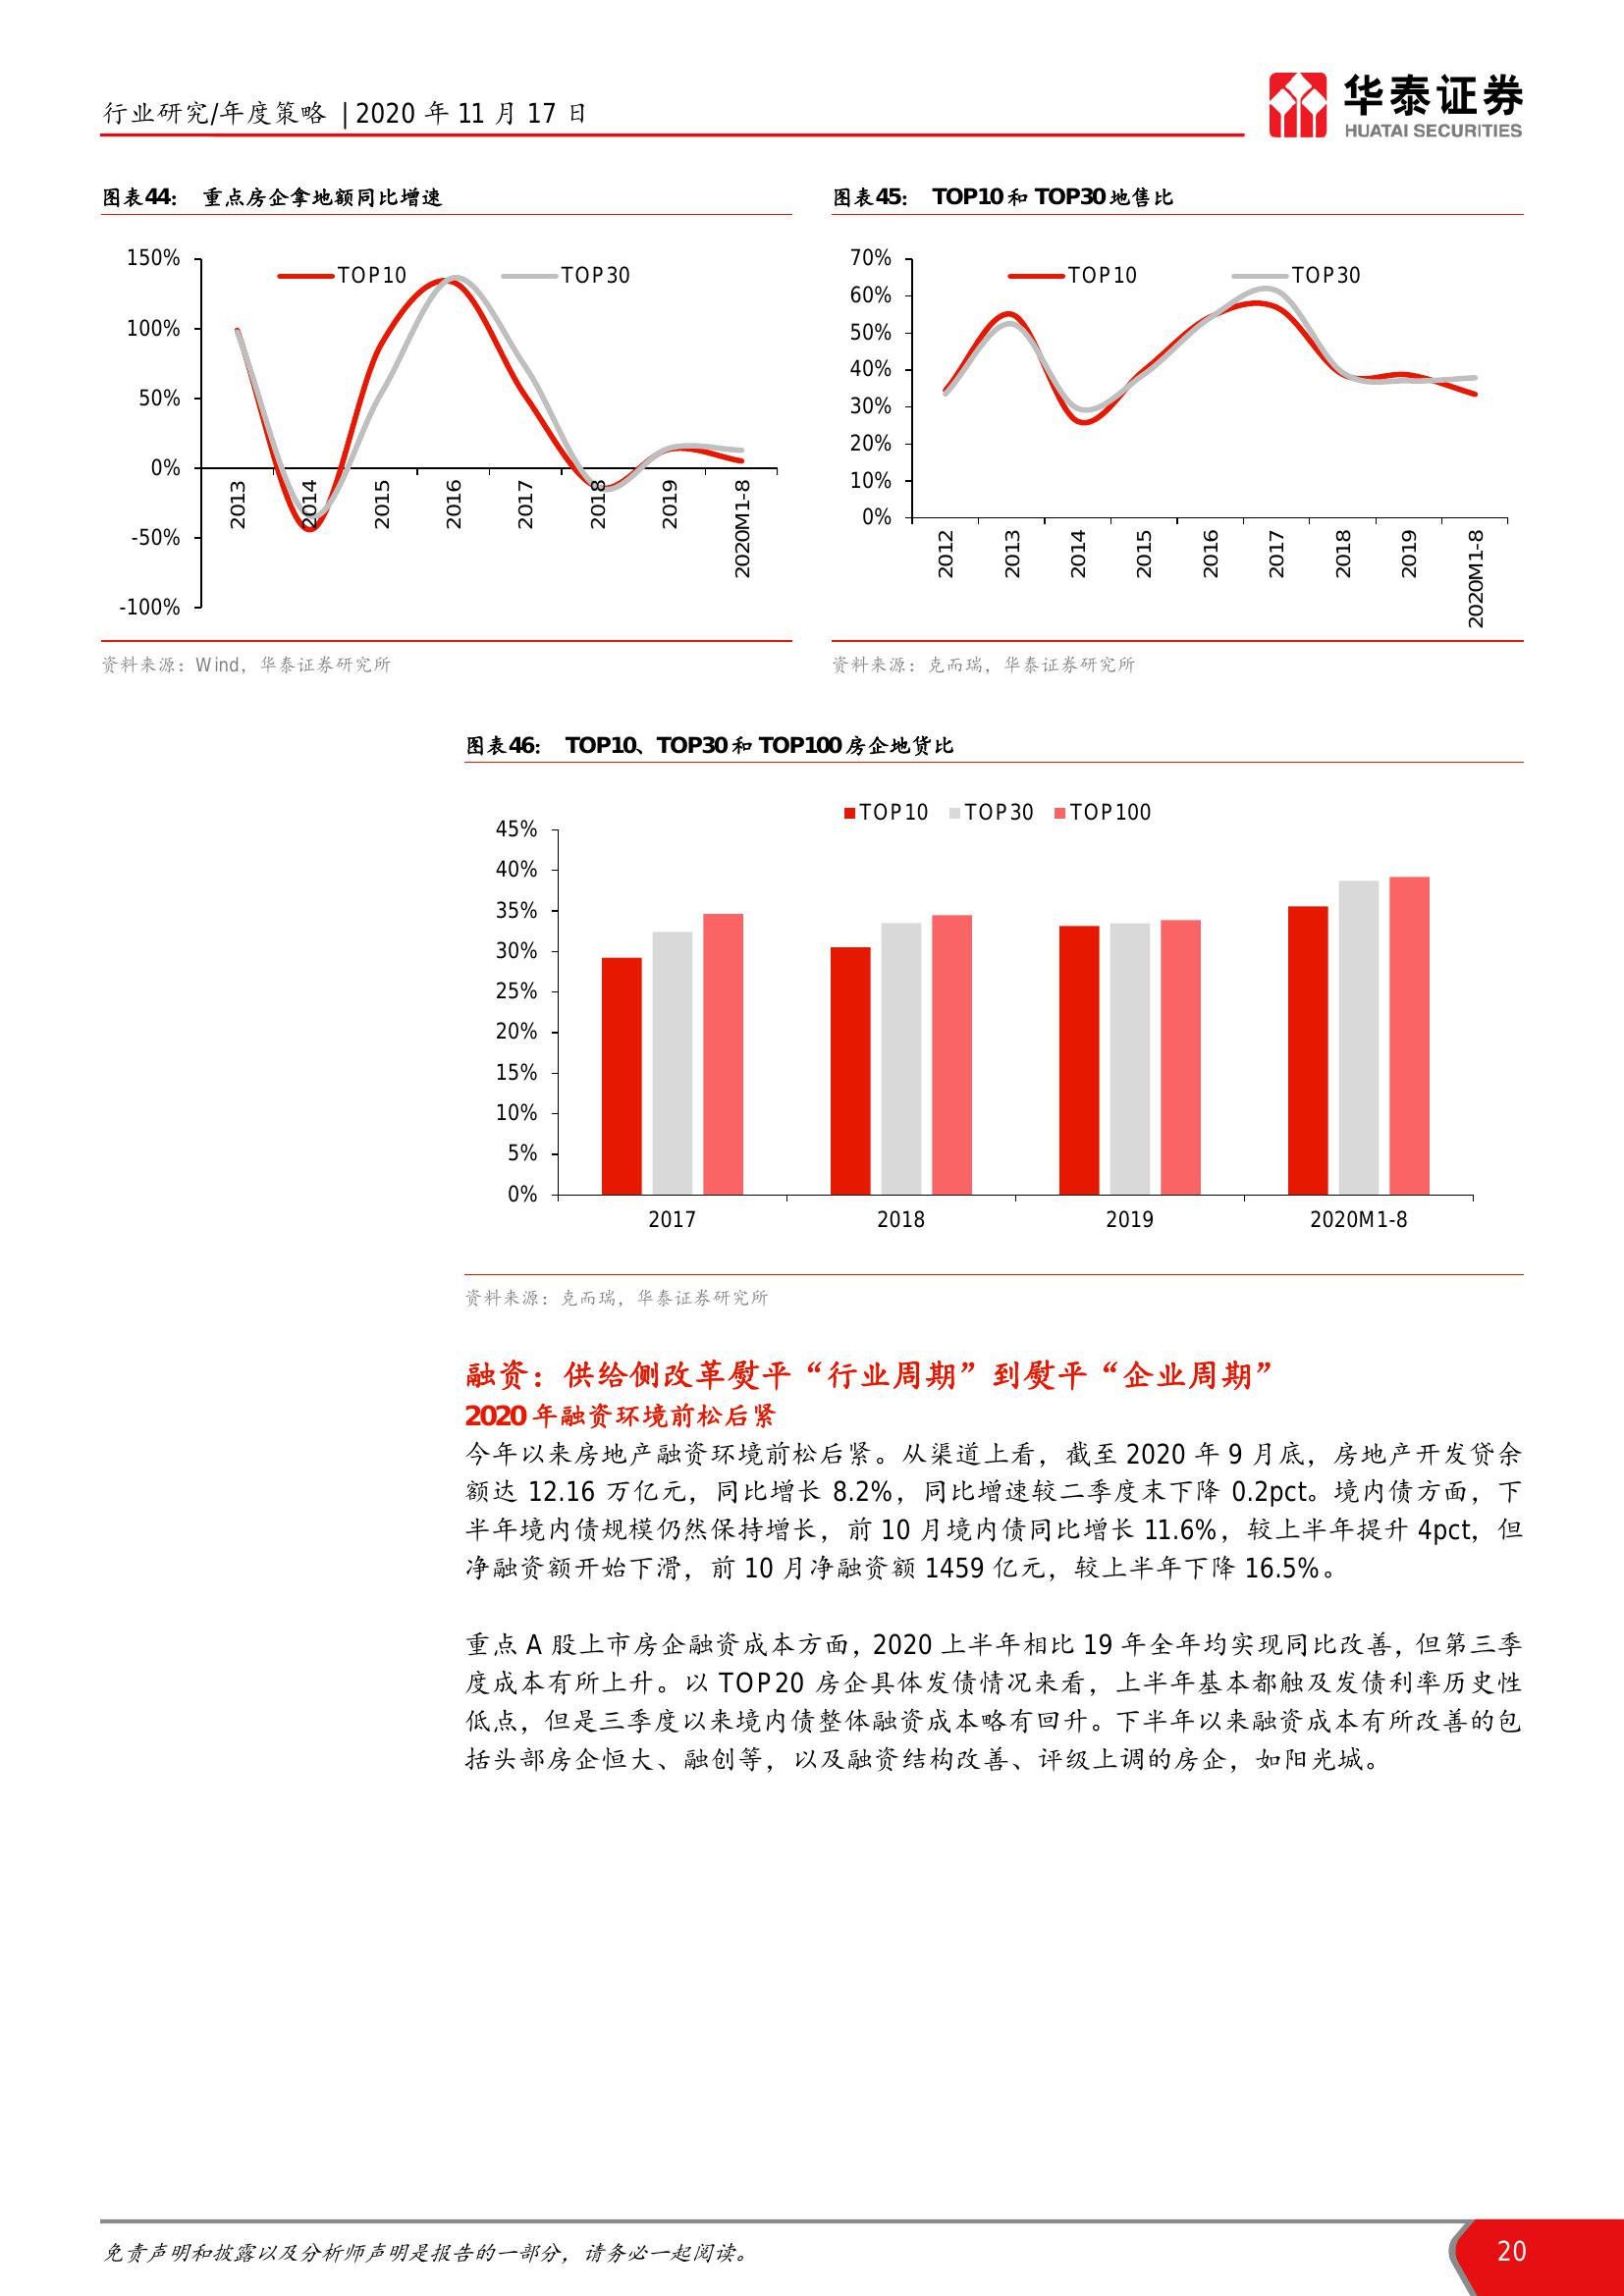 行业研究/年度策略 | 2020 年 11 月 17 日
华泰证券
HUATAI SECURITIES
图表44： 重点房企拿地额同比增速
TOP10 TOP30
150%
100%
50%
0%
-50%
-100%
2013 2014 2015 2016 2017 2018 2019 2020M1-8
资料来源：Wind，华泰证券研究所
图表45： TOP10 和 TOP30 地售比
TOP10 TOP30
70%
60%
50%
40%
30%
20%
10%
0%
2012 2013 2014 2015 2016 2017 2018 2019 2020M1-8
资料来源：克而瑞，华泰证券研究所
图表46： TOP10、TOP30 和 TOP100 房企地货比
TOP10 TOP30 TOP100
45%
40%
35%
30%
25%
20%
15%
10%
5%
0%
2017 2018 2019 2020M1-8
资料来源：克而瑞，华泰证券研究所
融资：供给侧改革熨平“行业周期”到熨平“企业周期”
2020 年融资环境前松后紧
今年以来房地产融资环境前松后紧。从渠道上看，截至 2020 年 9 月底，房地产开发贷余
额达 12.16 万亿元，同比增长 8.2%，同比增速较二季度末下降 0.2pct。境内债方面，下
半年境内债规模仍然保持增长，前 10 月境内债同比增长 11.6%，较上半年提升 4pct，但
净融资额开始下滑，前 10 月净融资额 1459 亿元，较上半年下降 16.5%。
重点 A 股上市房企融资成本方面，2020 上半年相比 19 年全年均实现同比改善，但第三季
度成本有所上升。以 TOP20 房企具体发债情况来看，上半年基本都触及发债利率历史性
低点，但是三季度以来境内债整体融资成本略有回升。下半年以来融资成本有所改善的包
括头部房企恒大、融创等，以及融资结构改善、评级上调的房企，如阳光城。
免责声明和披露以及分析师声明是报告的一部分，请务必一起阅读。
20